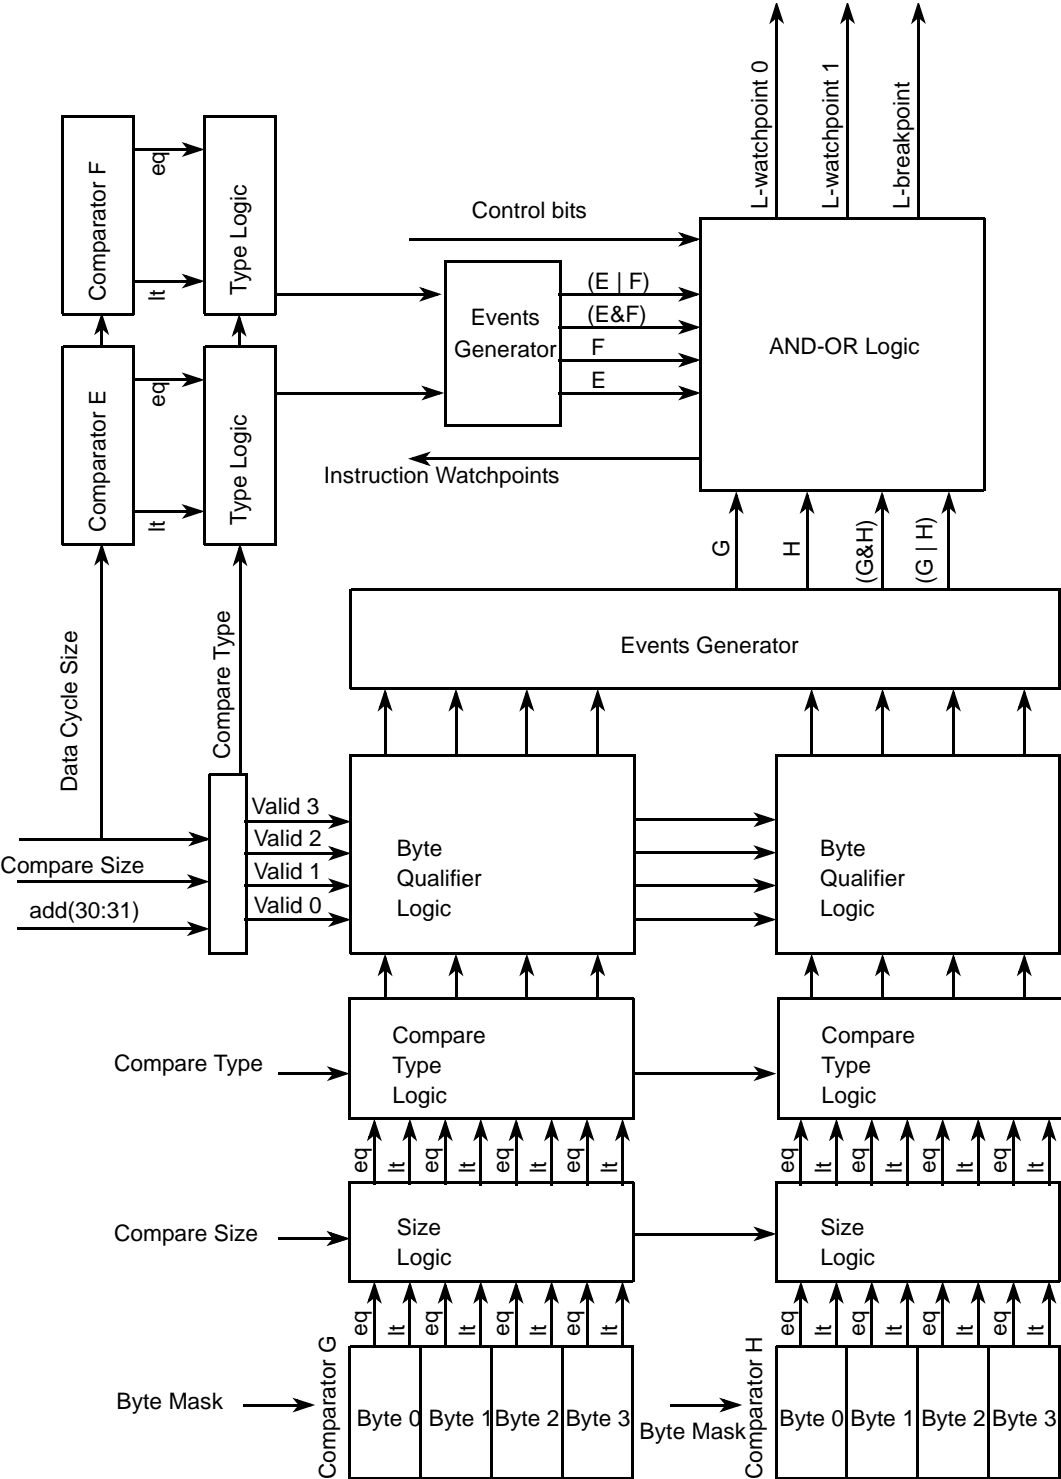 L-watchpoint 0
L-watchpoint 1
L-breakpoint
Comparator F
eq
lt
Type Logic
Control bits
Events
Generator
(E | F)
(E&F)
F
E
AND-OR Logic
Comparator E
eq
lt
Type Logic
Instruction Watchpoints
G
H
(G&H)
(G | H)
Data Cycle Size
Compare Type
Events Generator
Compare Size
add(30:31)
Valid 3
Valid 2
Valid 1
Valid 0
Byte
Qualifier
Logic
Byte
Qualifier
Logic
Compare Type
Compare
Type
Logic
Compare
Type
Logic
eq lt eq lt eq lt eq lt
eq lt eq lt eq lt eq lt
Compare Size
Size
Logic
Size
Logic
eq lt eq lt eq lt eq lt
eq lt eq lt eq lt eq lt
Byte Mask
Comparator G
Byte 0 Byte 1 Byte 2 Byte 3
Byte Mask
Comparator H
Byte 0 Byte 1 Byte 2 Byte 3